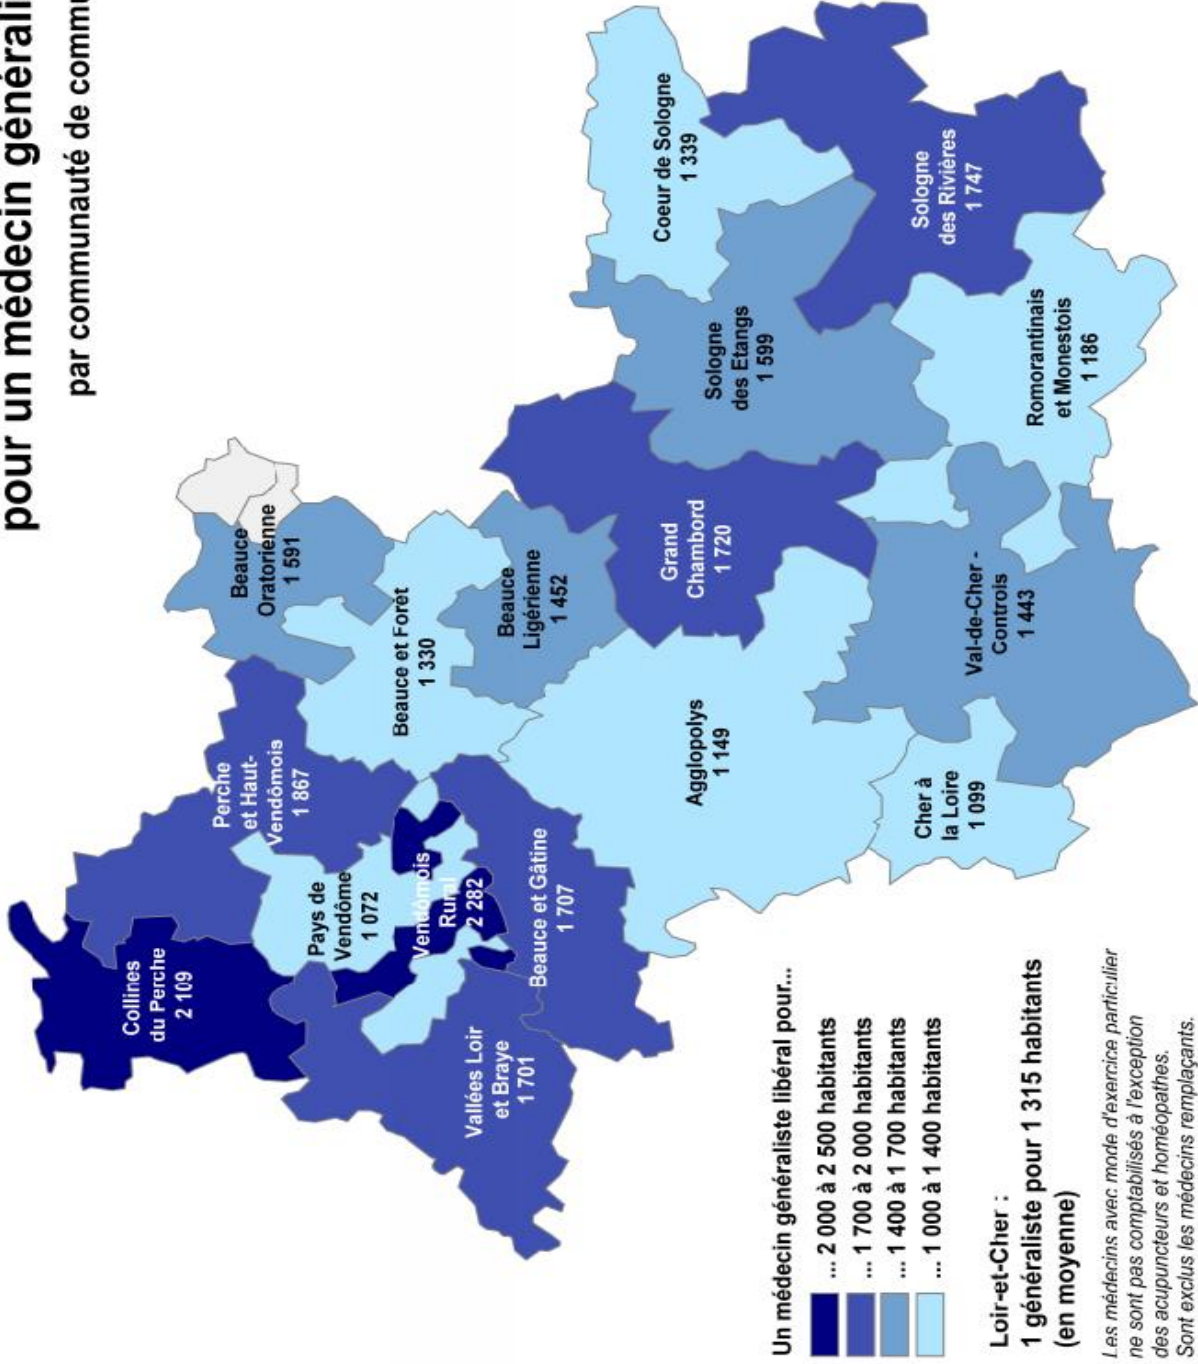 pour un médecin générali
par communauté de commu
Collines
du Perche
2 109
Perche
et Haut-
Vendômois
1 867
Beauce
Oratorienne
1 591
Pays de
Vendôme
1 072
Beauce et Forêt
1 330
Vendômois
Rural
2 282
Vallées Loir
et Braye
1 701
Beauce
Ligérienne
1 452
Beauce et Gâtine
1 707
Coeur de Sologne
1 339
Grand
Chambord
1 720
Agglopolys
1 149
Sologne
des Etangs
1 599
Sologne
des Rivières
1 747
Cher à
la Loire
1 099
Val-de-Cher -
Controis
1 443
Romorantinais
et Monestois
1 186
Un médecin généraliste libéral pour...
... 2 000 à 2 500 habitants
... 1 700 à 2 000 habitants
... 1 400 à 1 700 habitants
... 1 000 à 1 400 habitants
Loir-et-Cher :
1 généraliste pour 1 315 habitants
(en moyenne)
Les médecins avec mode d'exercice particulier
ne sont pas comptabilisés à l'exception
des acupuncteurs et homéopathes.
Sont exclus les médecins remplaçants.